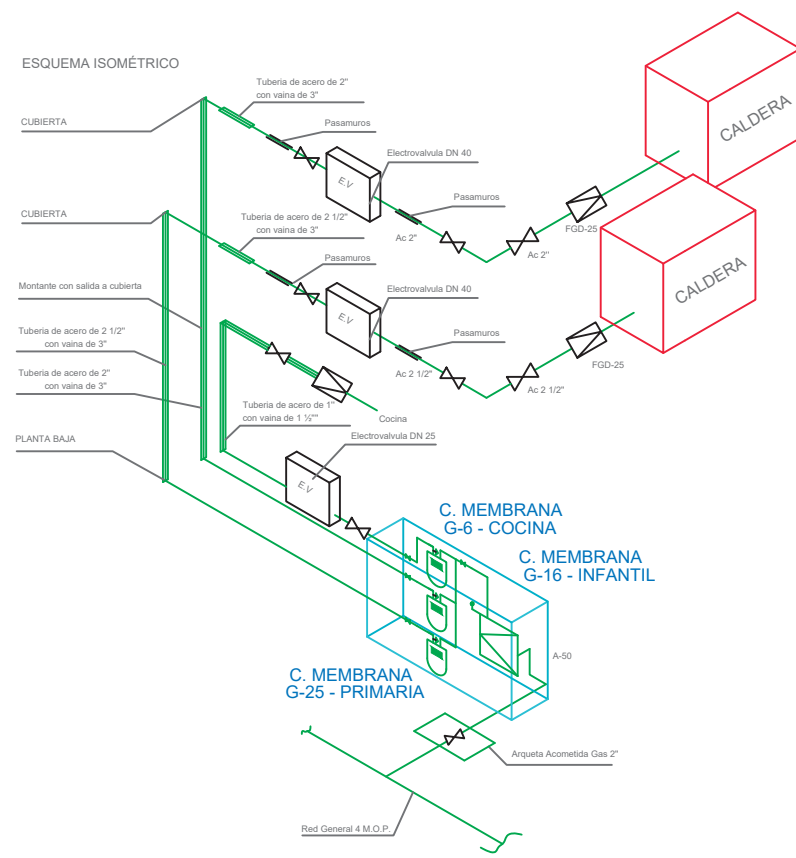 ESQUEMA ISOMÉTRICO
Tuberia de acero de 2"
con vaina de 3"
CUBIERTA
Pasamuros
CALDERA
Electrovalvula DN 40
E.V
Pasamuros
CUBIERTA
Tuberia de acero de 2 1/2"
con vaina de 3"
FGD-25
Ac 2"
Ac 2"
Pasamuros
CALDERA
Montante con salida a cubierta
Electrovalvula DN 40
E.V
Tuberia de acero de 2 1/2"
con vaina de 3"
Pasamuros
FGD-25
Tuberia de acero de 2"
con vaina de 3"
Ac 2 1/2"
Ac 2 1/2"
Tuberia de acero de 1"
con vaina de 1 ½""
Cocina
PLANTA BAJA
Electrovalvula DN 25
E.V
C. MEMBRANA
G-6 - COCINA
C. MEMBRANA
G-16 - INFANTIL
A-50
C. MEMBRANA
G-25 - PRIMARIA
Arqueta Acometida Gas 2"
Red General 4 M.O.P.